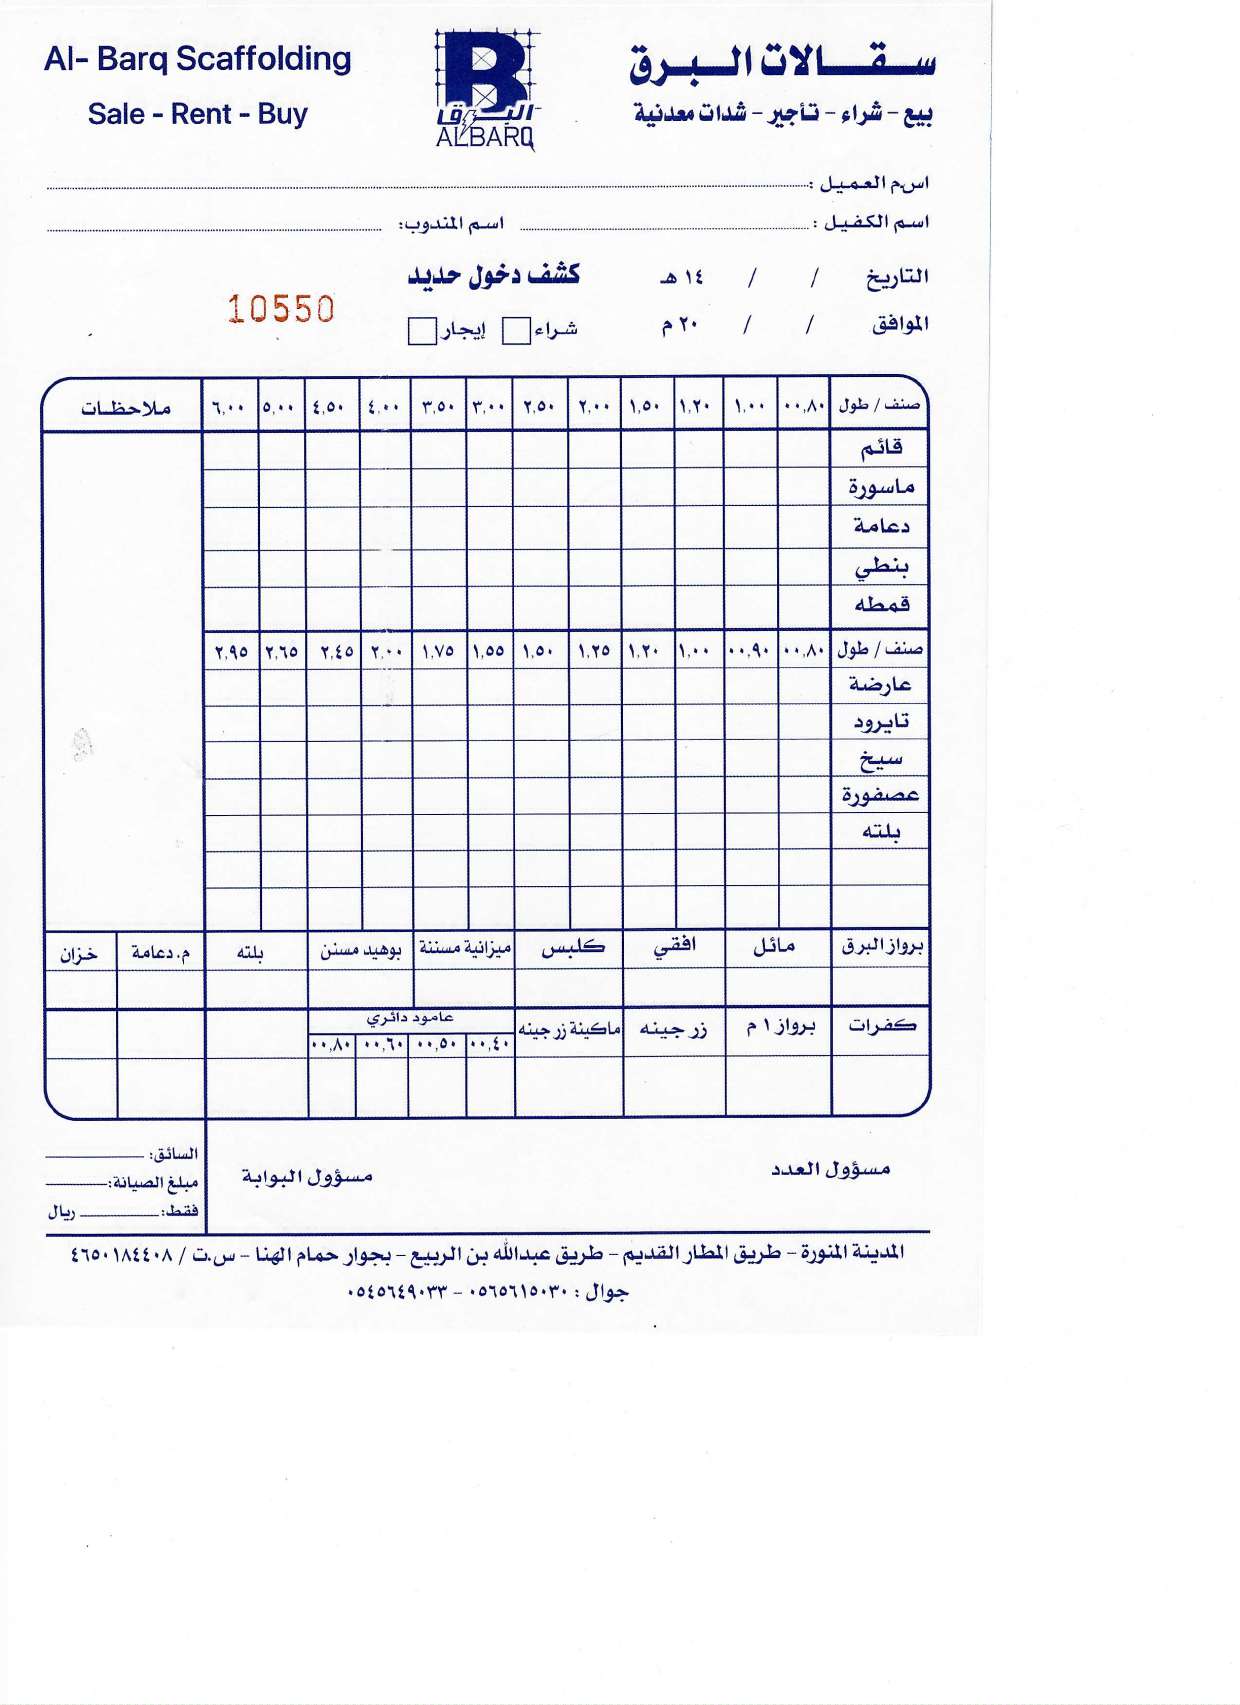 Al- Barq Scaffolding
Sale - Rent - Buy
B
البرق
ALBARQ
سقالات البرق
بيع - شراء - تأجير - شدات معدنية
اسم العميل :
اسم الكفيل : اسم المندوب:
التاريخ / / ١٤ هـ
كشف دخول حديد
الموافق / / ٢٠ م
10550
شراء إيجار
صنف / طول ٠٠,٨٠ ١,٠٠ ١,٢٠ ١,٥٠ ٢,٠٠ ٢,٥٠ ٣,٠٠ ٣,٥٠ ٤,٠٠ ٤,٥٠ ٥,٠٠ ٦,٠٠ ملاحظات
قائم
ماسورة
دعامة
بنطي
قمطه
صنف / طول ٠٠,٨٠ ٠٠,٩٠ ١,٠٠ ١,٢٠ ١,٢٥ ١,٥٠ ١,٥٥ ١,٧٥ ٢,٠٠ ٢,٤٥ ٢,٦٥ ٢,٩٥
عارضة
تايرود
سيخ
عصفورة
بلته
برواز البرق مائل افقي كلبس ميزانية مسننة بوهيد مسنن بلته م. دعامة خزان
كفرات برواز ١ م زر جينه ماكينة زر جينه عامود دائري
٠٠,٤٠ ٠٠,٥٠ ٠٠,٦٠ ٠٠,٨٠
مسؤول العدد مسؤول البوابة
السائق:
مبلغ الصيانة:
فقط: ريال
المدينة المنورة - طريق المطار القديم - طريق عبدالله بن الربيع - بجوار حمام الهنا - س.ت / ٤٦٥٠١٨٤٤٠٨
جوال : ٠٥٦٥٦١٥٠٣٠ - ٠٥٤٥٦٤٩٠٣٣